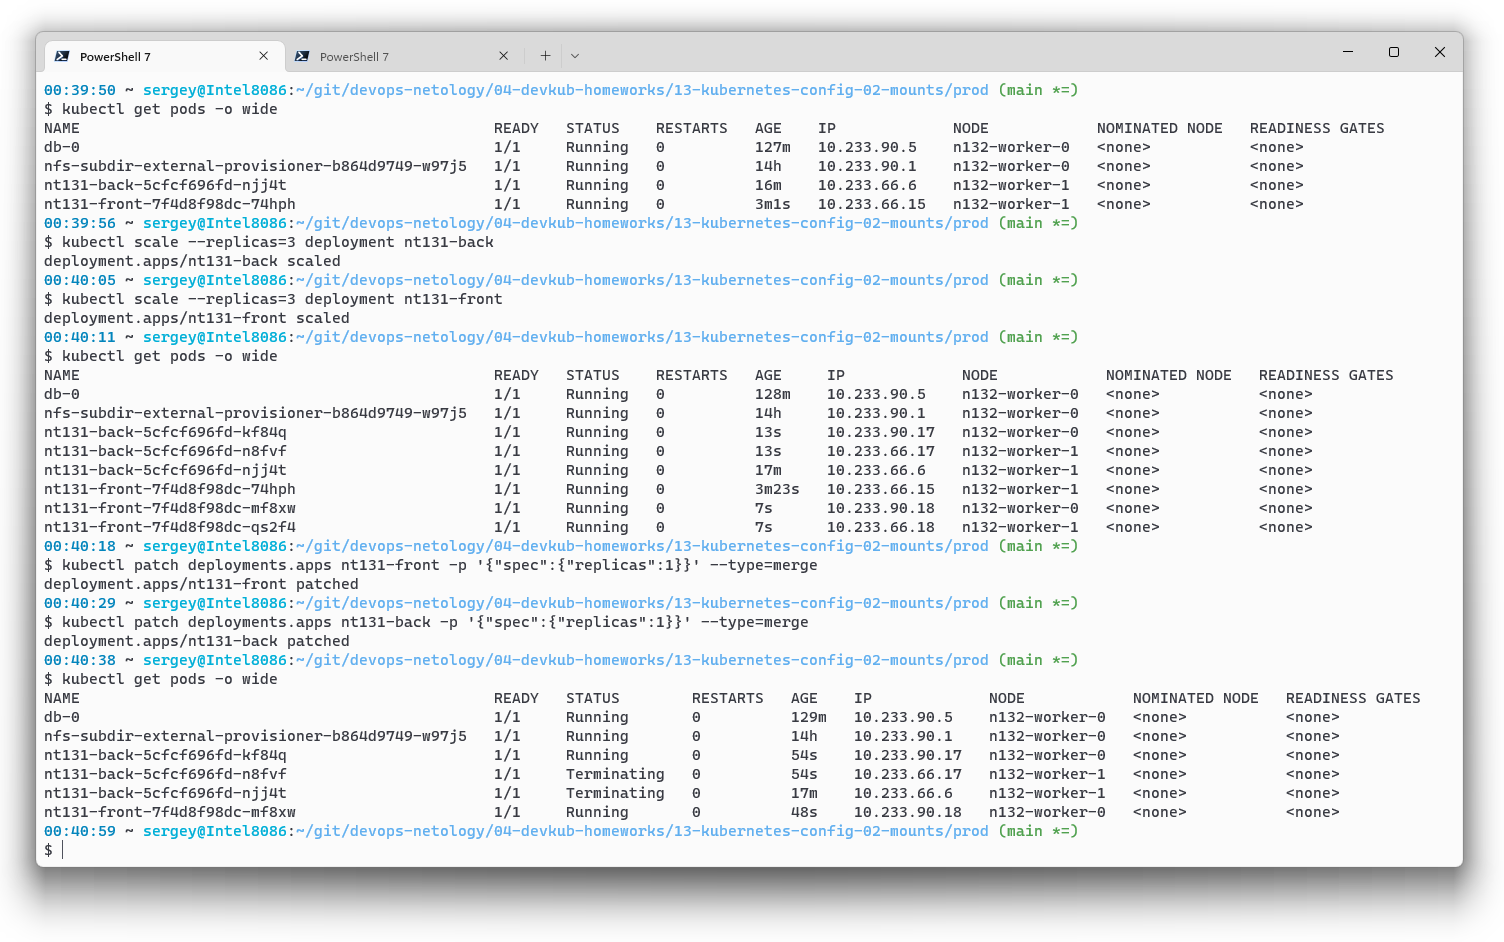 PowerShell 7
PowerShell 7
00:39:50 ~ sergey@Intel8086:~/git/devops-netology/04-devkub-homeworks/13-kubernetes-config-02-mounts/prod (main *=)
$ kubectl get pods -o wide
NAME READY STATUS RESTARTS AGE IP NODE NOMINATED NODE READINESS GATES
db-0 1/1 Running 0 127m 10.233.90.5 n132-worker-0 <none> <none>
nfs-subdir-external-provisioner-b864d9749-w97j5 1/1 Running 0 14h 10.233.90.1 n132-worker-0 <none> <none>
nt131-back-5cfcf696fd-njj4t 1/1 Running 0 16m 10.233.66.6 n132-worker-1 <none> <none>
nt131-front-7f4d8f98dc-74hph 1/1 Running 0 3m1s 10.233.66.15 n132-worker-1 <none> <none>
00:39:56 ~ sergey@Intel8086:~/git/devops-netology/04-devkub-homeworks/13-kubernetes-config-02-mounts/prod (main *=)
$ kubectl scale --replicas=3 deployment nt131-back
deployment.apps/nt131-back scaled
00:40:05 ~ sergey@Intel8086:~/git/devops-netology/04-devkub-homeworks/13-kubernetes-config-02-mounts/prod (main *=)
$ kubectl scale --replicas=3 deployment nt131-front
deployment.apps/nt131-front scaled
00:40:11 ~ sergey@Intel8086:~/git/devops-netology/04-devkub-homeworks/13-kubernetes-config-02-mounts/prod (main *=)
$ kubectl get pods -o wide
NAME READY STATUS RESTARTS AGE IP NODE NOMINATED NODE READINESS GATES
db-0 1/1 Running 0 128m 10.233.90.5 n132-worker-0 <none> <none>
nfs-subdir-external-provisioner-b864d9749-w97j5 1/1 Running 0 14h 10.233.90.1 n132-worker-0 <none> <none>
nt131-back-5cfcf696fd-kf84q 1/1 Running 0 13s 10.233.90.17 n132-worker-0 <none> <none>
nt131-back-5cfcf696fd-n8fvf 1/1 Running 0 13s 10.233.66.17 n132-worker-1 <none> <none>
nt131-back-5cfcf696fd-njj4t 1/1 Running 0 17m 10.233.66.6 n132-worker-1 <none> <none>
nt131-front-7f4d8f98dc-74hph 1/1 Running 0 3m23s 10.233.66.15 n132-worker-1 <none> <none>
nt131-front-7f4d8f98dc-mf8xw 1/1 Running 0 7s 10.233.90.18 n132-worker-0 <none> <none>
nt131-front-7f4d8f98dc-qs2f4 1/1 Running 0 7s 10.233.66.18 n132-worker-1 <none> <none>
00:40:18 ~ sergey@Intel8086:~/git/devops-netology/04-devkub-homeworks/13-kubernetes-config-02-mounts/prod (main *=)
$ kubectl patch deployments.apps nt131-front -p '{"spec":{"replicas":1}}' --type=merge
deployment.apps/nt131-front patched
00:40:29 ~ sergey@Intel8086:~/git/devops-netology/04-devkub-homeworks/13-kubernetes-config-02-mounts/prod (main *=)
$ kubectl patch deployments.apps nt131-back -p '{"spec":{"replicas":1}}' --type=merge
deployment.apps/nt131-back patched
00:40:38 ~ sergey@Intel8086:~/git/devops-netology/04-devkub-homeworks/13-kubernetes-config-02-mounts/prod (main *=)
$ kubectl get pods -o wide
NAME READY STATUS RESTARTS AGE IP NODE NOMINATED NODE READINESS GATES
db-0 1/1 Running 0 129m 10.233.90.5 n132-worker-0 <none> <none>
nfs-subdir-external-provisioner-b864d9749-w97j5 1/1 Running 0 14h 10.233.90.1 n132-worker-0 <none> <none>
nt131-back-5cfcf696fd-kf84q 1/1 Running 0 54s 10.233.90.17 n132-worker-0 <none> <none>
nt131-back-5cfcf696fd-n8fvf 1/1 Terminating 0 54s 10.233.66.17 n132-worker-1 <none> <none>
nt131-back-5cfcf696fd-njj4t 1/1 Terminating 0 17m 10.233.66.6 n132-worker-1 <none> <none>
nt131-front-7f4d8f98dc-mf8xw 1/1 Running 0 48s 10.233.90.18 n132-worker-0 <none> <none>
00:40:59 ~ sergey@Intel8086:~/git/devops-netology/04-devkub-homeworks/13-kubernetes-config-02-mounts/prod (main *=)
$